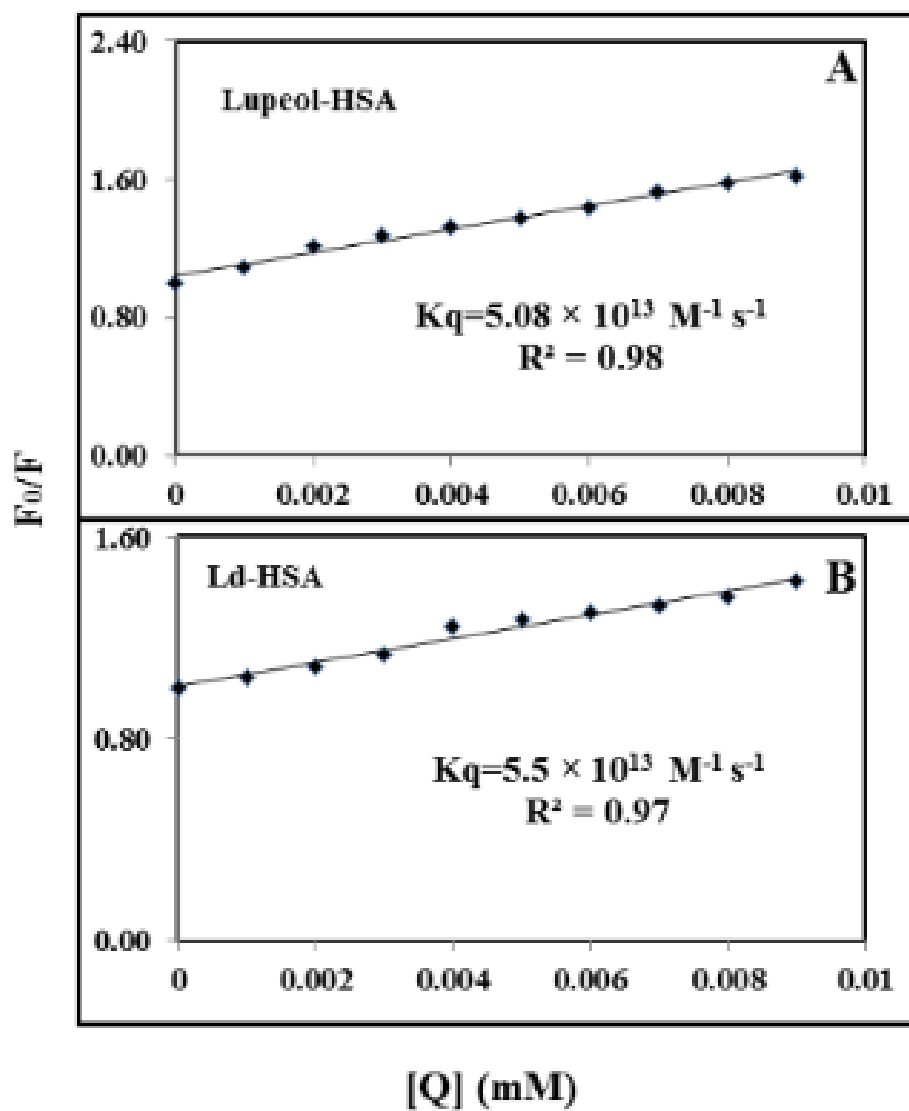 A
Lupeol-HSA
2.40
1.60
0.80
0.00
Kq=5.08 × 10¹³ M⁻¹ s⁻¹
R² = 0.98
0 0.002 0.004 0.006 0.008 0.01
F₀/F
B
Ld-HSA
1.60
0.80
0.00
Kq=5.5 × 10¹³ M⁻¹ s⁻¹
R² = 0.97
0 0.002 0.004 0.006 0.008 0.01
[Q] (mM)